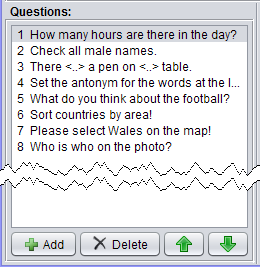 Questions:
1 How many hours are there in the day?
2 Check all male names.
3 There <..> a pen on <..> table.
4 Set the antonym for the words at the l...
5 What do you think about the football?
6 Sort countries by area!
7 Please select Wales on the map!
8 Who is who on the photo?
Add Delete